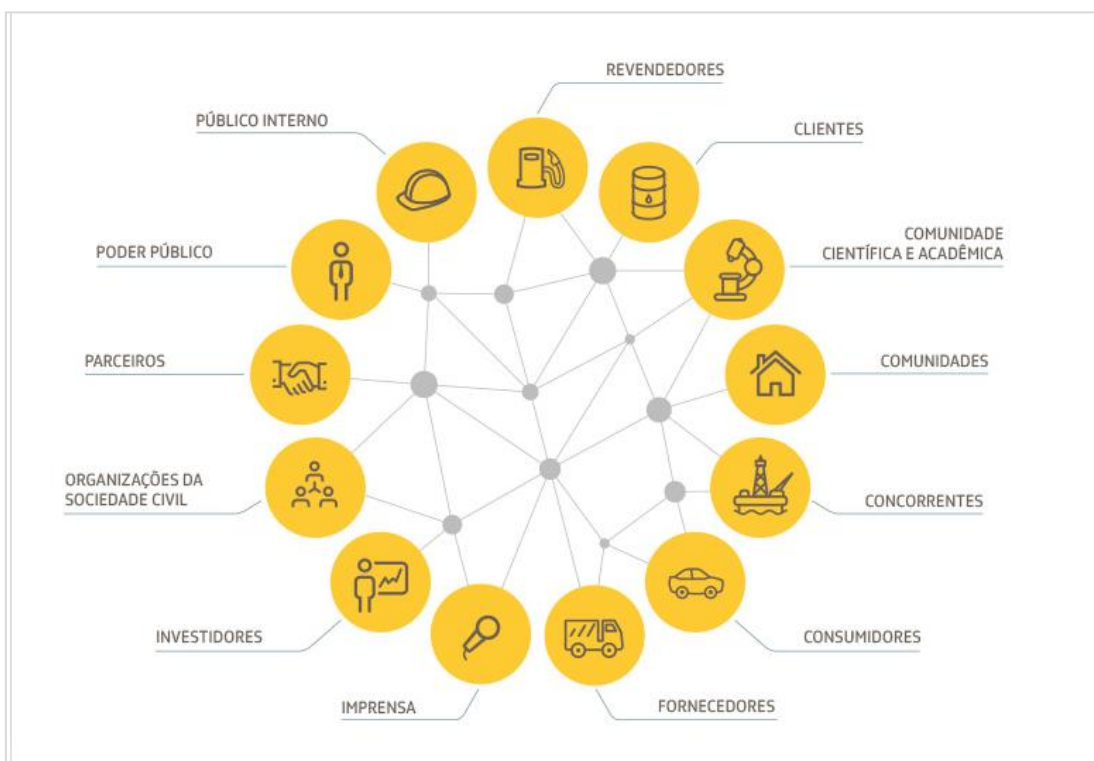 REVENDEDORES
PÚBLICO INTERNO
CLIENTES
PODER PÚBLICO
COMUNIDADE
CIENTÍFICA E ACADÊMICA
PARCEIROS
COMUNIDADES
ORGANIZAÇÕES DA
SOCIEDADE CIVIL
CONCORRENTES
INVESTIDORES
CONSUMIDORES
IMPRENSA
FORNECEDORES